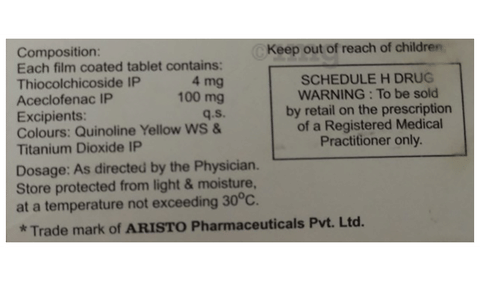 Composition:
Each film coated tablet contains:
Thiocolchicoside IP 4 mg
Aceclofenac IP 100 mg
Excipients: q.s.
Colours: Quinoline Yellow WS &
Titanium Dioxide IP
Dosage: As directed by the Physician.
Store protected from light & moisture,
at a temperature not exceeding 30°C.
* Trade mark of ARISTO Pharmaceuticals Pvt. Ltd.
Keep out of reach of children
SCHEDULE H DRUG
WARNING : To be sold
by retail on the prescription
of a Registered Medical
Practitioner only.